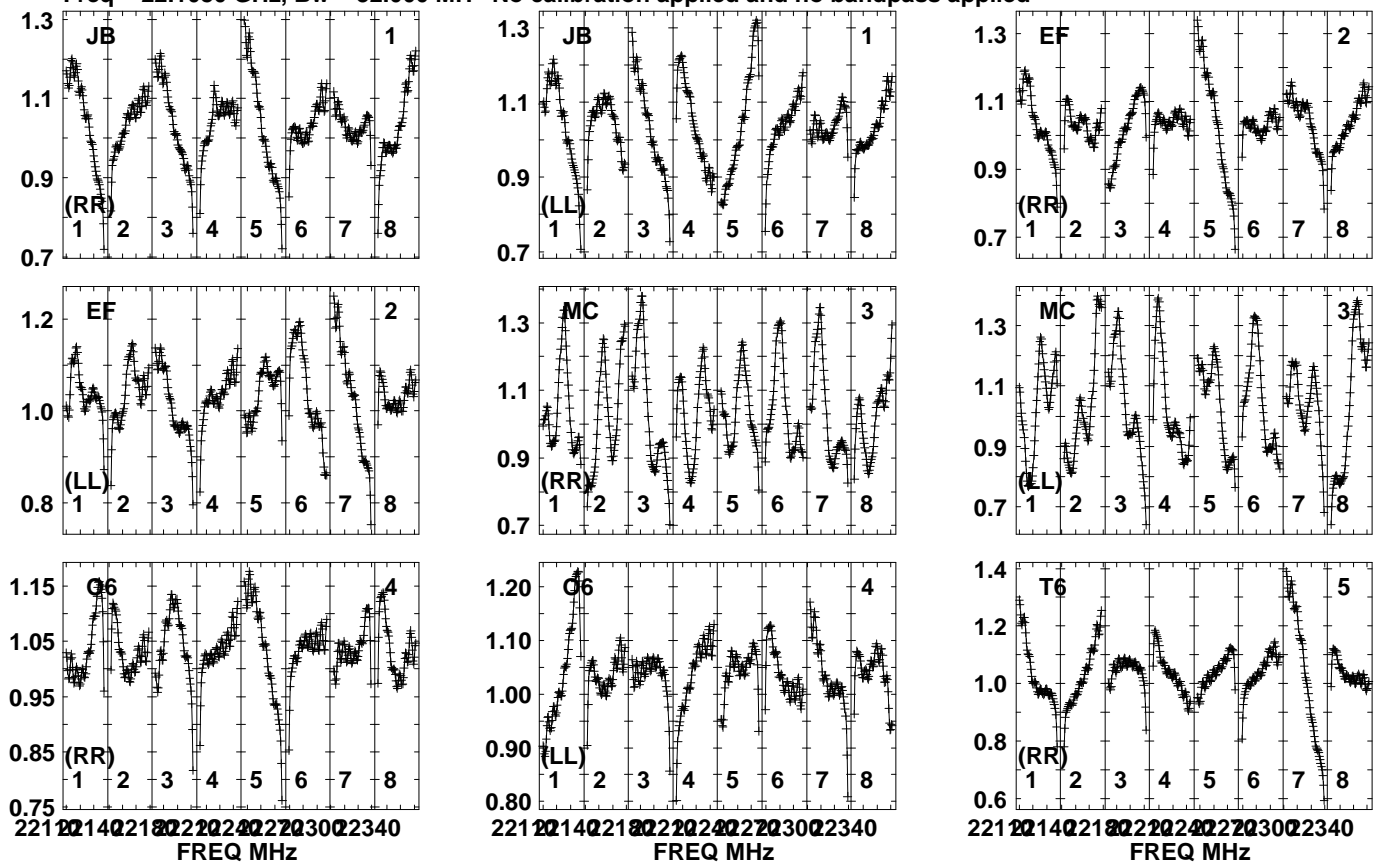 No calibration applied and no bandpass applied
1.3 JB 1
1.1
0.9
(RR)
0.7 1 2 3 4 5 6 7 8
1.3 JB 1
1.1
0.9
(LL)
0.7 1 2 3 4 5 6 7 8
1.3 EF 2
1.1
0.9
(RR)
0.7 1 2 3 4 5 6 7 8
EF 2
1.2
1.0
(LL)
0.8 1 2 3 4 5 6 7 8
MC 3
1.3
1.1
0.9
(RR)
0.7 1 2 3 4 5 6 7 8
MC 3
1.3
1.1
0.9
(LL)
0.7 1 2 3 4 5 6 7 8
1.15 O6 4
1.05
0.95
0.85 (RR)
1 2 3 4 5 6 7 8
0.75
1.20 O6 4
1.10
1.00
0.90 (LL)
1 2 3 4 5 6 7 8
0.80
1.4 T6 5
1.2
1.0
0.8 (RR)
1 2 3 4 5 6 7 8
0.6
FREQ MHz
FREQ MHz
FREQ MHz